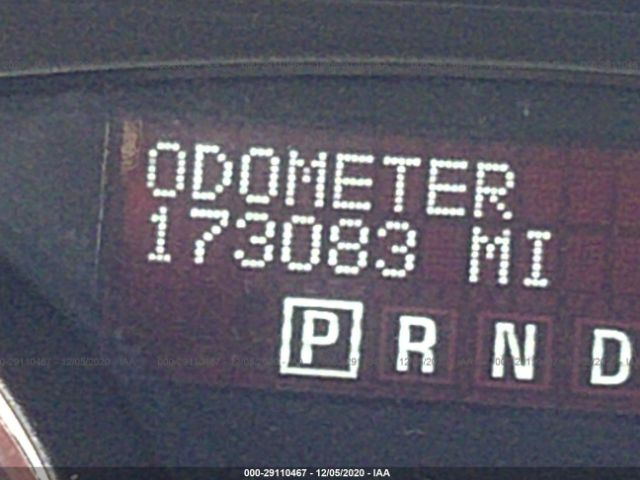 ODOMETER
173083 MI
P R N D
000-29110467 - 12/05/2020 - IAA